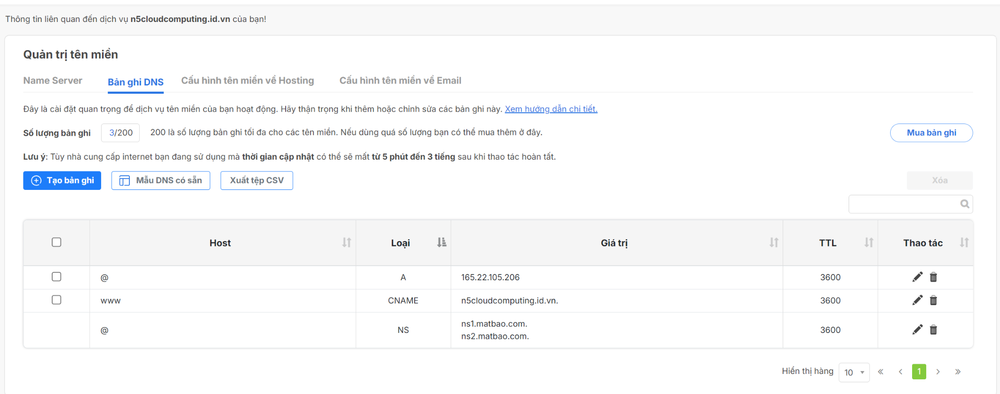 Thông tin liên quan đến dịch vụ n5cloudcomputing.id.vn của bạn!
Quản trị tên miền
Name Server Bản ghi DNS Cấu hình tên miền về Hosting Cấu hình tên miền về Email
Đây là cài đặt quan trọng để dịch vụ tên miền của bạn hoạt động. Hãy thận trọng khi thêm hoặc chỉnh sửa các bản ghi này. Xem hướng dẫn chi tiết.
Số lượng bản ghi 3/200 200 là số lượng bản ghi tối đa cho các tên miền. Nếu dùng quá số lượng bạn có thể mua thêm ở đây. Mua bản ghi
Lưu ý: Tùy nhà cung cấp internet bạn đang sử dụng mà thời gian cập nhật có thể sẽ mất từ 5 phút đến 3 tiếng sau khi thao tác hoàn tất.
Tạo bản ghi Mẫu DNS có sẵn Xuất tệp CSV Xóa
Host Loại Giá trị TTL Thao tác
@ A 165.22.105.206 3600
www CNAME n5cloudcomputing.id.vn. 3600
@ NS ns1.matbao.com. 3600
ns2.matbao.com.
Hiển thị hàng 10 « ‹ 1 › »